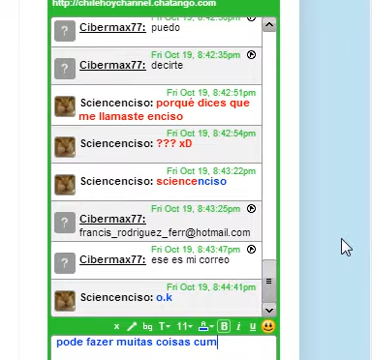 http://chilehoychannel.chatango.com
Cibermax77: puedo
Fri Oct 19, 8:42:35pm
Cibermax77: decirte
Fri Oct 19, 8:42:51pm
Sciencenciso: porqué dices que
me llamaste enciso
Fri Oct 19, 8:42:54pm
Sciencenciso: ??? xD
Fri Oct 19, 8:43:22pm
Sciencenciso: sciencenciso
Fri Oct 19, 8:43:25pm
Cibermax77:
francis_rodriguez_ferr@hotmail.com
Fri Oct 19, 8:43:47pm
Cibermax77: ese es mi correo
Fri Oct 19, 8:44:41pm
Sciencenciso: o.k
x bg T 11 A B i U
pode fazer muitas coisas cum